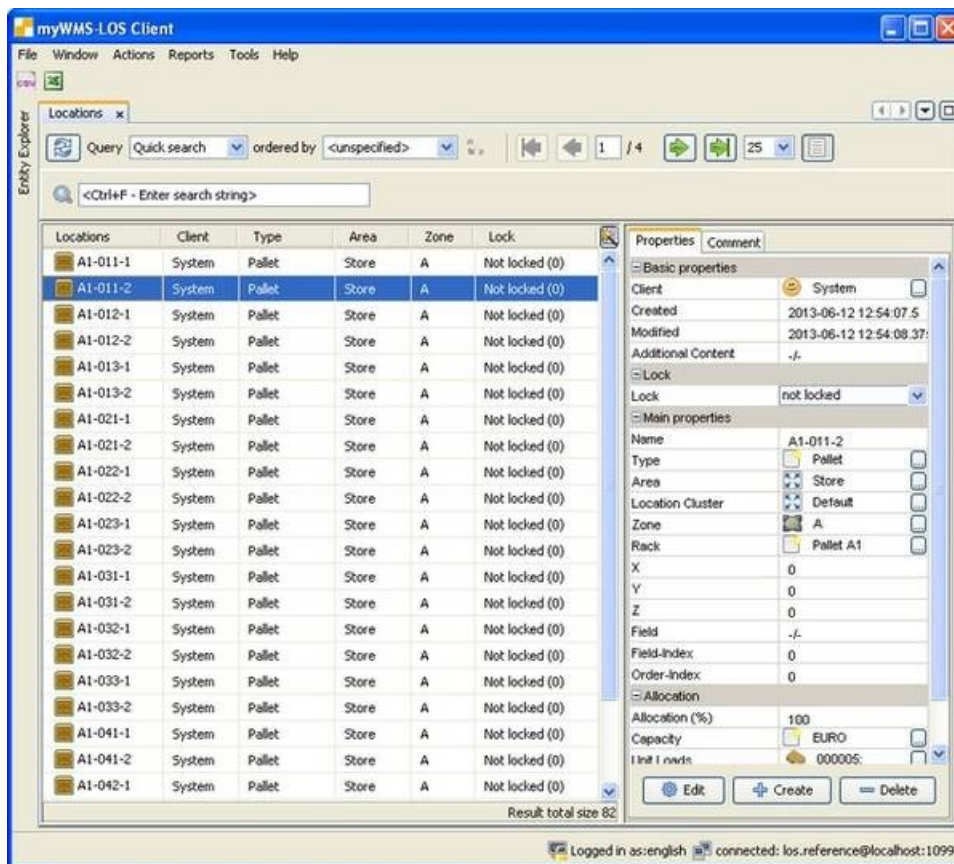 myWMS-LOS Client
File Window Actions Reports Tools Help
CSV
Entity Explorer
Locations x
Query Quick search ordered by <unspecified> 1 / 4 25
<Ctrl+F - Enter search string>
Locations Client Type Area Zone Lock
A1-011-1 System Pallet Store A Not locked (0)
A1-011-2 System Pallet Store A Not locked (0)
A1-012-1 System Pallet Store A Not locked (0)
A1-012-2 System Pallet Store A Not locked (0)
A1-013-1 System Pallet Store A Not locked (0)
A1-013-2 System Pallet Store A Not locked (0)
A1-021-1 System Pallet Store A Not locked (0)
A1-021-2 System Pallet Store A Not locked (0)
A1-022-1 System Pallet Store A Not locked (0)
A1-022-2 System Pallet Store A Not locked (0)
A1-023-1 System Pallet Store A Not locked (0)
A1-023-2 System Pallet Store A Not locked (0)
A1-031-1 System Pallet Store A Not locked (0)
A1-031-2 System Pallet Store A Not locked (0)
A1-032-1 System Pallet Store A Not locked (0)
A1-032-2 System Pallet Store A Not locked (0)
A1-033-1 System Pallet Store A Not locked (0)
A1-033-2 System Pallet Store A Not locked (0)
A1-041-1 System Pallet Store A Not locked (0)
A1-041-2 System Pallet Store A Not locked (0)
A1-042-1 System Pallet Store A Not locked (0)
Result total size 82
Properties Comment
Basic properties
Client System
Created 2013-06-12 12:54:07.5
Modified 2013-06-12 12:54:08.37
Additional Content -/-
Lock
Lock not locked
Main properties
Name A1-011-2
Type Pallet
Area Store
Location Cluster Default
Zone A
Rack Pallet A1
X 0
Y 0
Z 0
Field -/-
Field-Index 0
Order-Index 0
Allocation
Allocation (%) 100
Capacity EURO
Unit Loads 000005:
Edit Create Delete
Logged in as:english connected: los.reference@localhost:1099